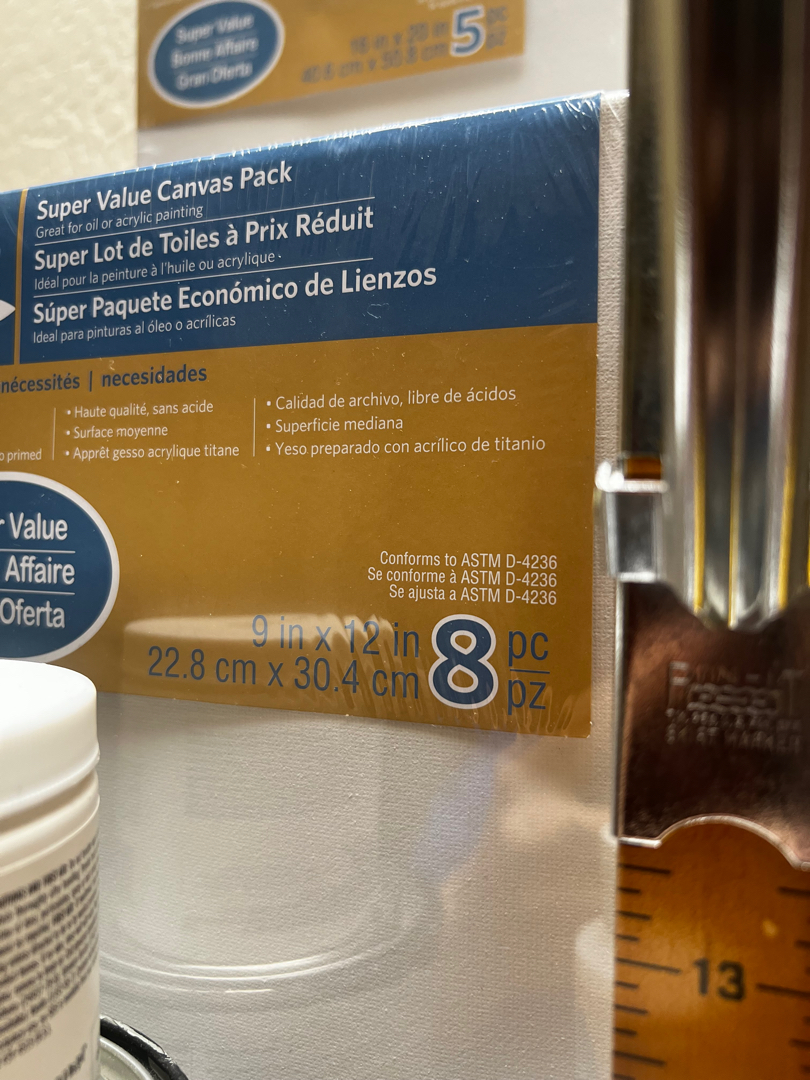 Super Value
Bonne Affaire
Gran Oferta
16 in x 20 in
40.6 cm x 50.8 cm
5
pc
pz
Super Value Canvas Pack
Great for oil or acrylic painting
Super Lot de Toiles à Prix Réduit
Idéal pour la peinture à l'huile ou acrylique
Súper Paquete Económico de Lienzos
Ideal para pinturas al óleo o acrílicas
nécessités | necesidades
primed
• Haute qualité, sans acide
• Surface moyenne
• Apprêt gesso acrylique titane
• Calidad de archivo, libre de ácidos
• Superficie mediana
• Yeso preparado con acrílico de titanio
Value
Affaire
Oferta
Conforms to ASTM D-4236
Se conforme à ASTM D-4236
Se ajusta a ASTM D-4236
9 in x 12 in
22.8 cm x 30.4 cm
8
pc
pz
13